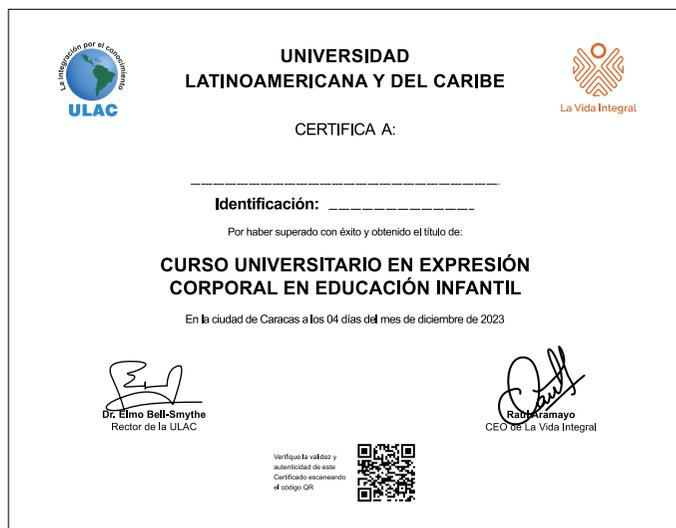 La integración por el conocimiento
ULAC
UNIVERSIDAD
LATINOAMERICANA Y DEL CARIBE
La Vida Integral
CERTIFICA A:
Identificación:
Por haber superado con éxito y obtenido el título de:
CURSO UNIVERSITARIO EN EXPRESIÓN
CORPORAL EN EDUCACIÓN INFANTIL
En la ciudad de Caracas a los 04 días del mes de diciembre de 2023
Dr. Elmo Bell-Smythe
Rector de la ULAC
Raúl Aramayo
CEO de La Vida Integral
Verifique la validez y
autenticidad de este
Certificado escaneando
el código QR